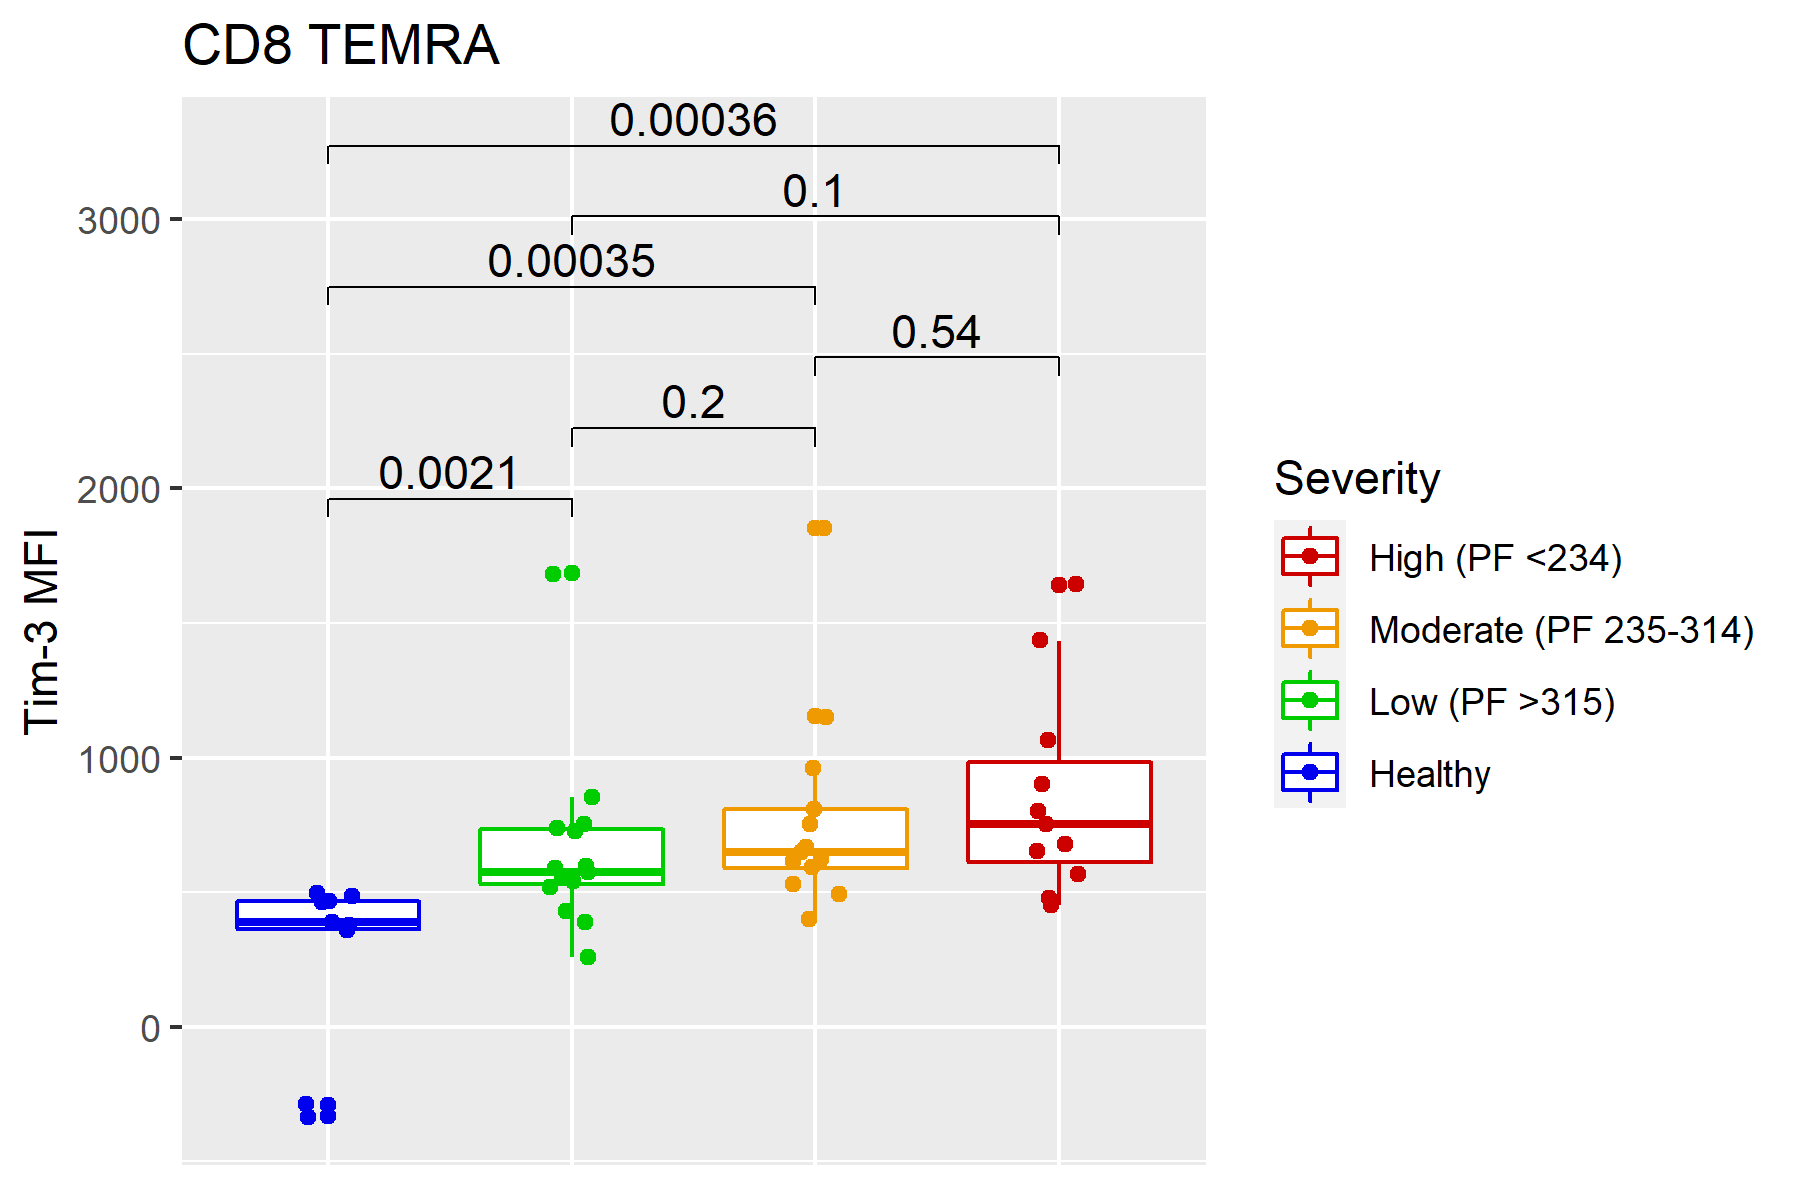 CD8 TEMRA
0.00036
0.1
3000
0.00035
0.54
0.2
0.0021
2000
Tim-3 MFI
1000
0
Severity
High (PF <234)
Moderate (PF 235-314)
Low (PF >315)
Healthy